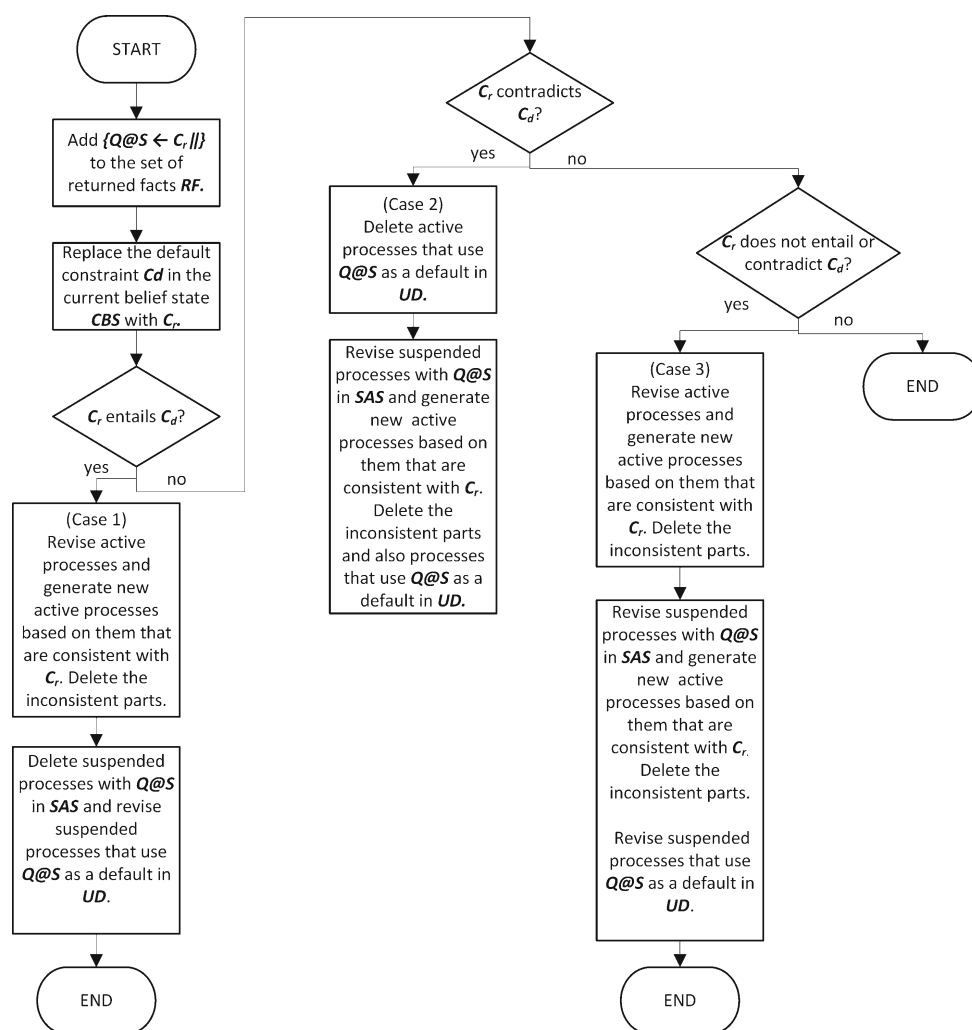 START
Add {Q@S ← Cr||}
to the set of
returned facts RF.
Replace the default
constraint Cd in the
current belief state
CBS with Cr.
Cr entails Cd?
yes
no
(Case 1)
Revise active
processes and
generate new
active processes
based on them that
are consistent with
Cr. Delete the
inconsistent parts.
Delete suspended
processes with Q@S
in SAS and revise
suspended
processes that use
Q@S as a default in
UD.
END
Cr contradicts
Cd?
yes
no
(Case 2)
Delete active
processes that use
Q@S as a default in
UD.
Revise suspended
processes with Q@S
in SAS and generate
new active
processes based on
them that are
consistent with Cr.
Delete the
inconsistent parts
and also processes
that use Q@S as a
default in UD.
Cr does not entail or
contradict Cd?
yes
no
(Case 3)
Revise active
processes and
generate new
active processes
based on them that
are consistent with
Cr. Delete the
inconsistent parts.
Revise suspended
processes with Q@S
in SAS and generate
new active
processes based on
them that are
consistent with Cr.
Delete the
inconsistent parts.
Revise suspended
processes that use
Q@S as a default in
UD.
END
END